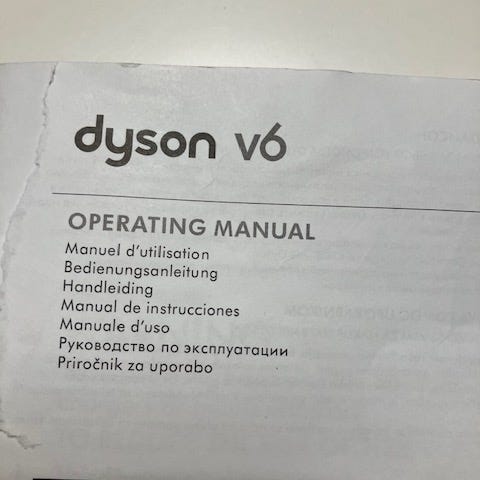 dyson v6
OPERATING MANUAL
Manuel d'utilisation
Bedienungsanleitung
Handleiding
Manual de instrucciones
Manuale d'uso
Руководство по эксплуатации
Priročnik za uporabo